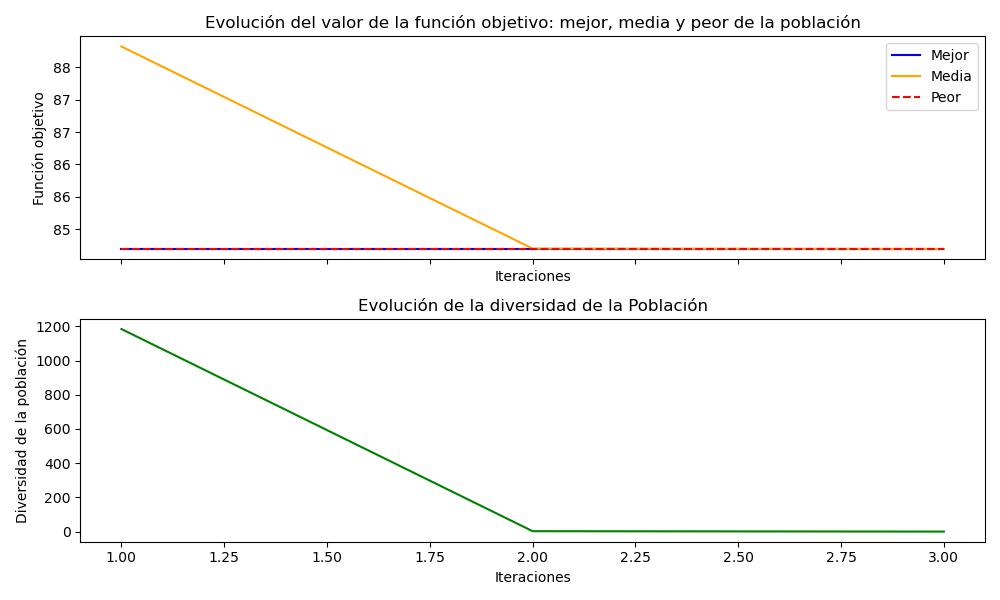 Evolución del valor de la función objetivo: mejor, media y peor de la población
Mejor
Media
Peor
88
87
87
86
86
85
Función objetivo
Iteraciones
Evolución de la diversidad de la Población
1200
1000
800
600
400
200
0
Diversidad de la población
1.00 1.25 1.50 1.75 2.00 2.25 2.50 2.75 3.00
Iteraciones